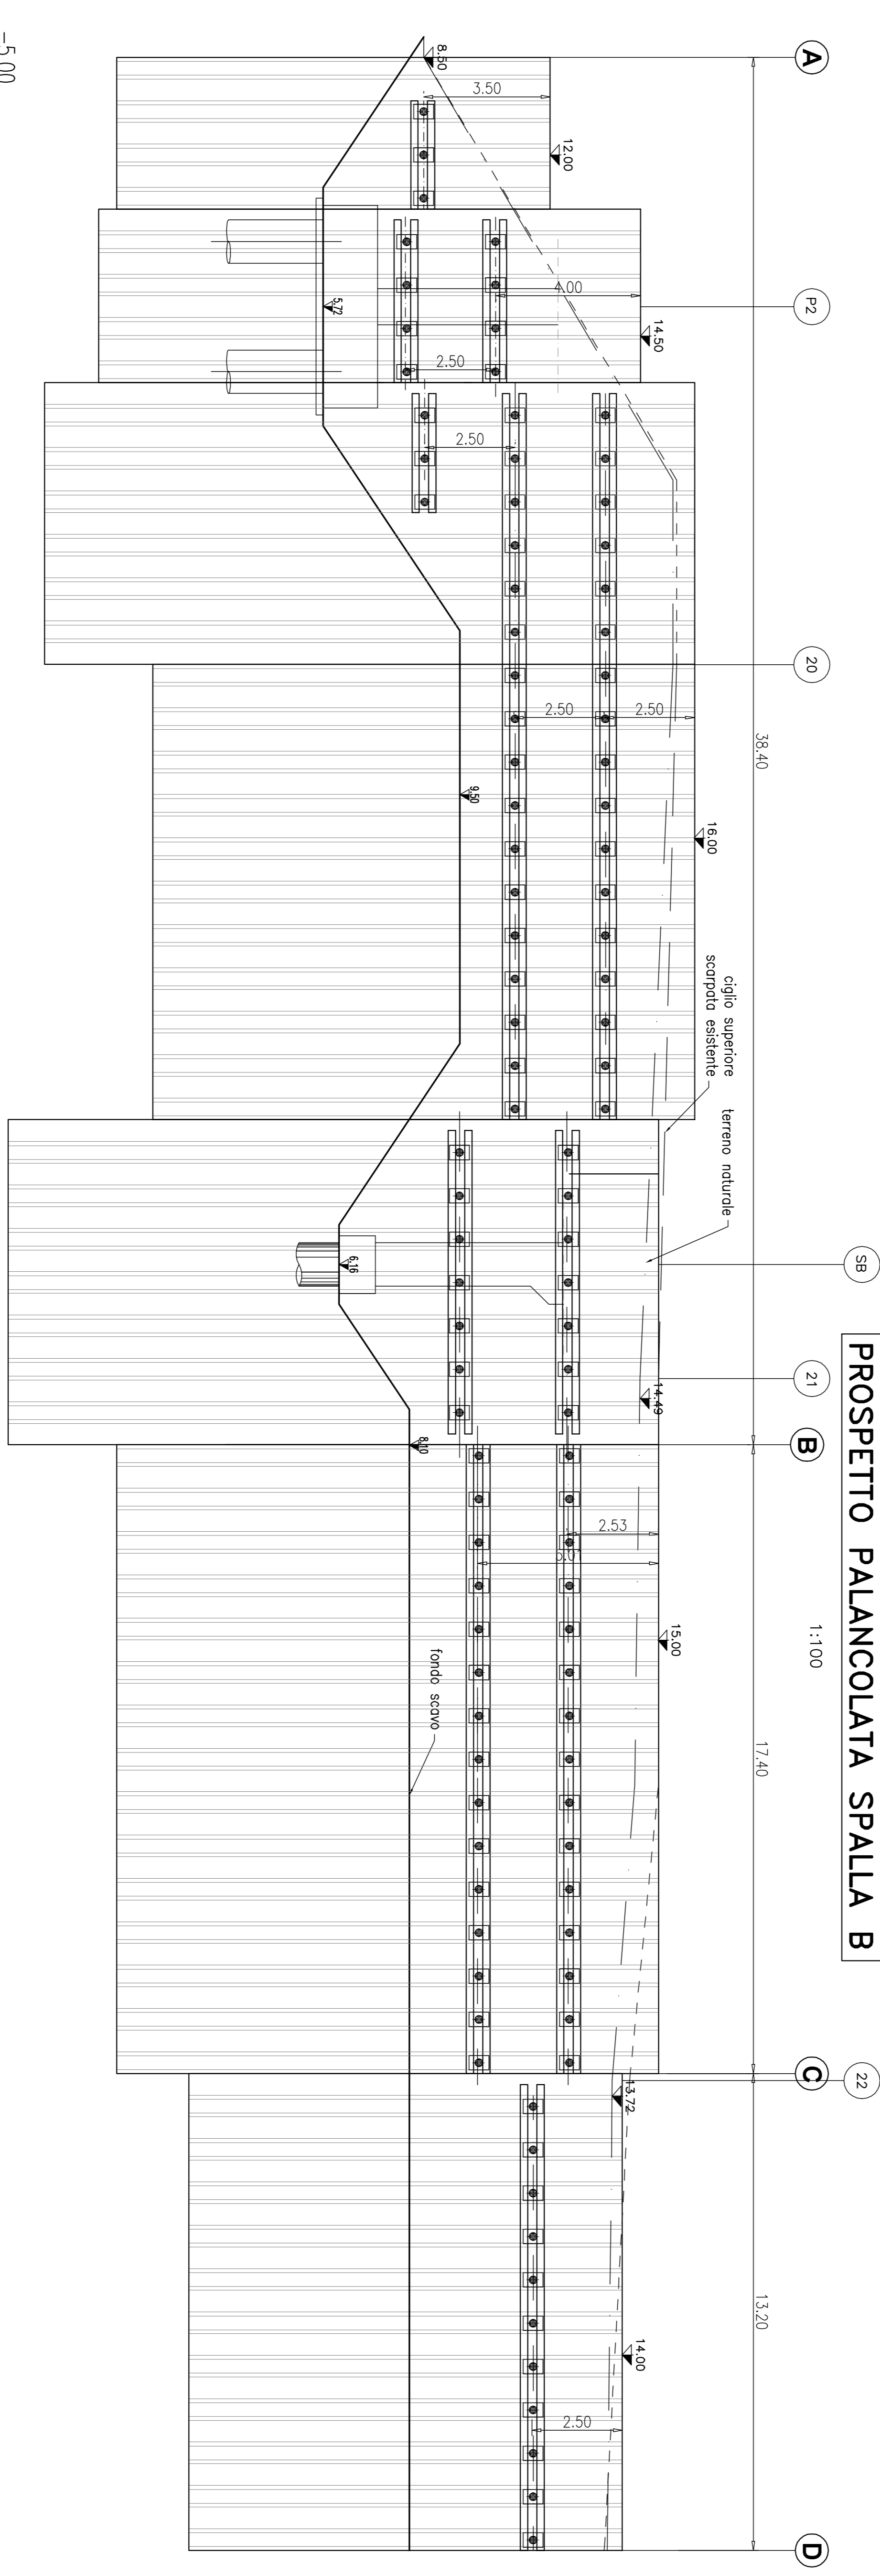 PROSPETTO PALANCOLATA SPALLA B
1:100
A
P2
20
SB
21
B
C
22
D
38.40
17.40
13.20
8.50
3.50
12.00
5.72
4.00
14.50
2.50
2.50
2.50
2.50
16.00
9.50
ciglio superiore
scarpata esistente
terreno naturale
6.16
14.49
8.10
2.53
15.00
fondo scavo
13.72
14.00
2.50
-5.00